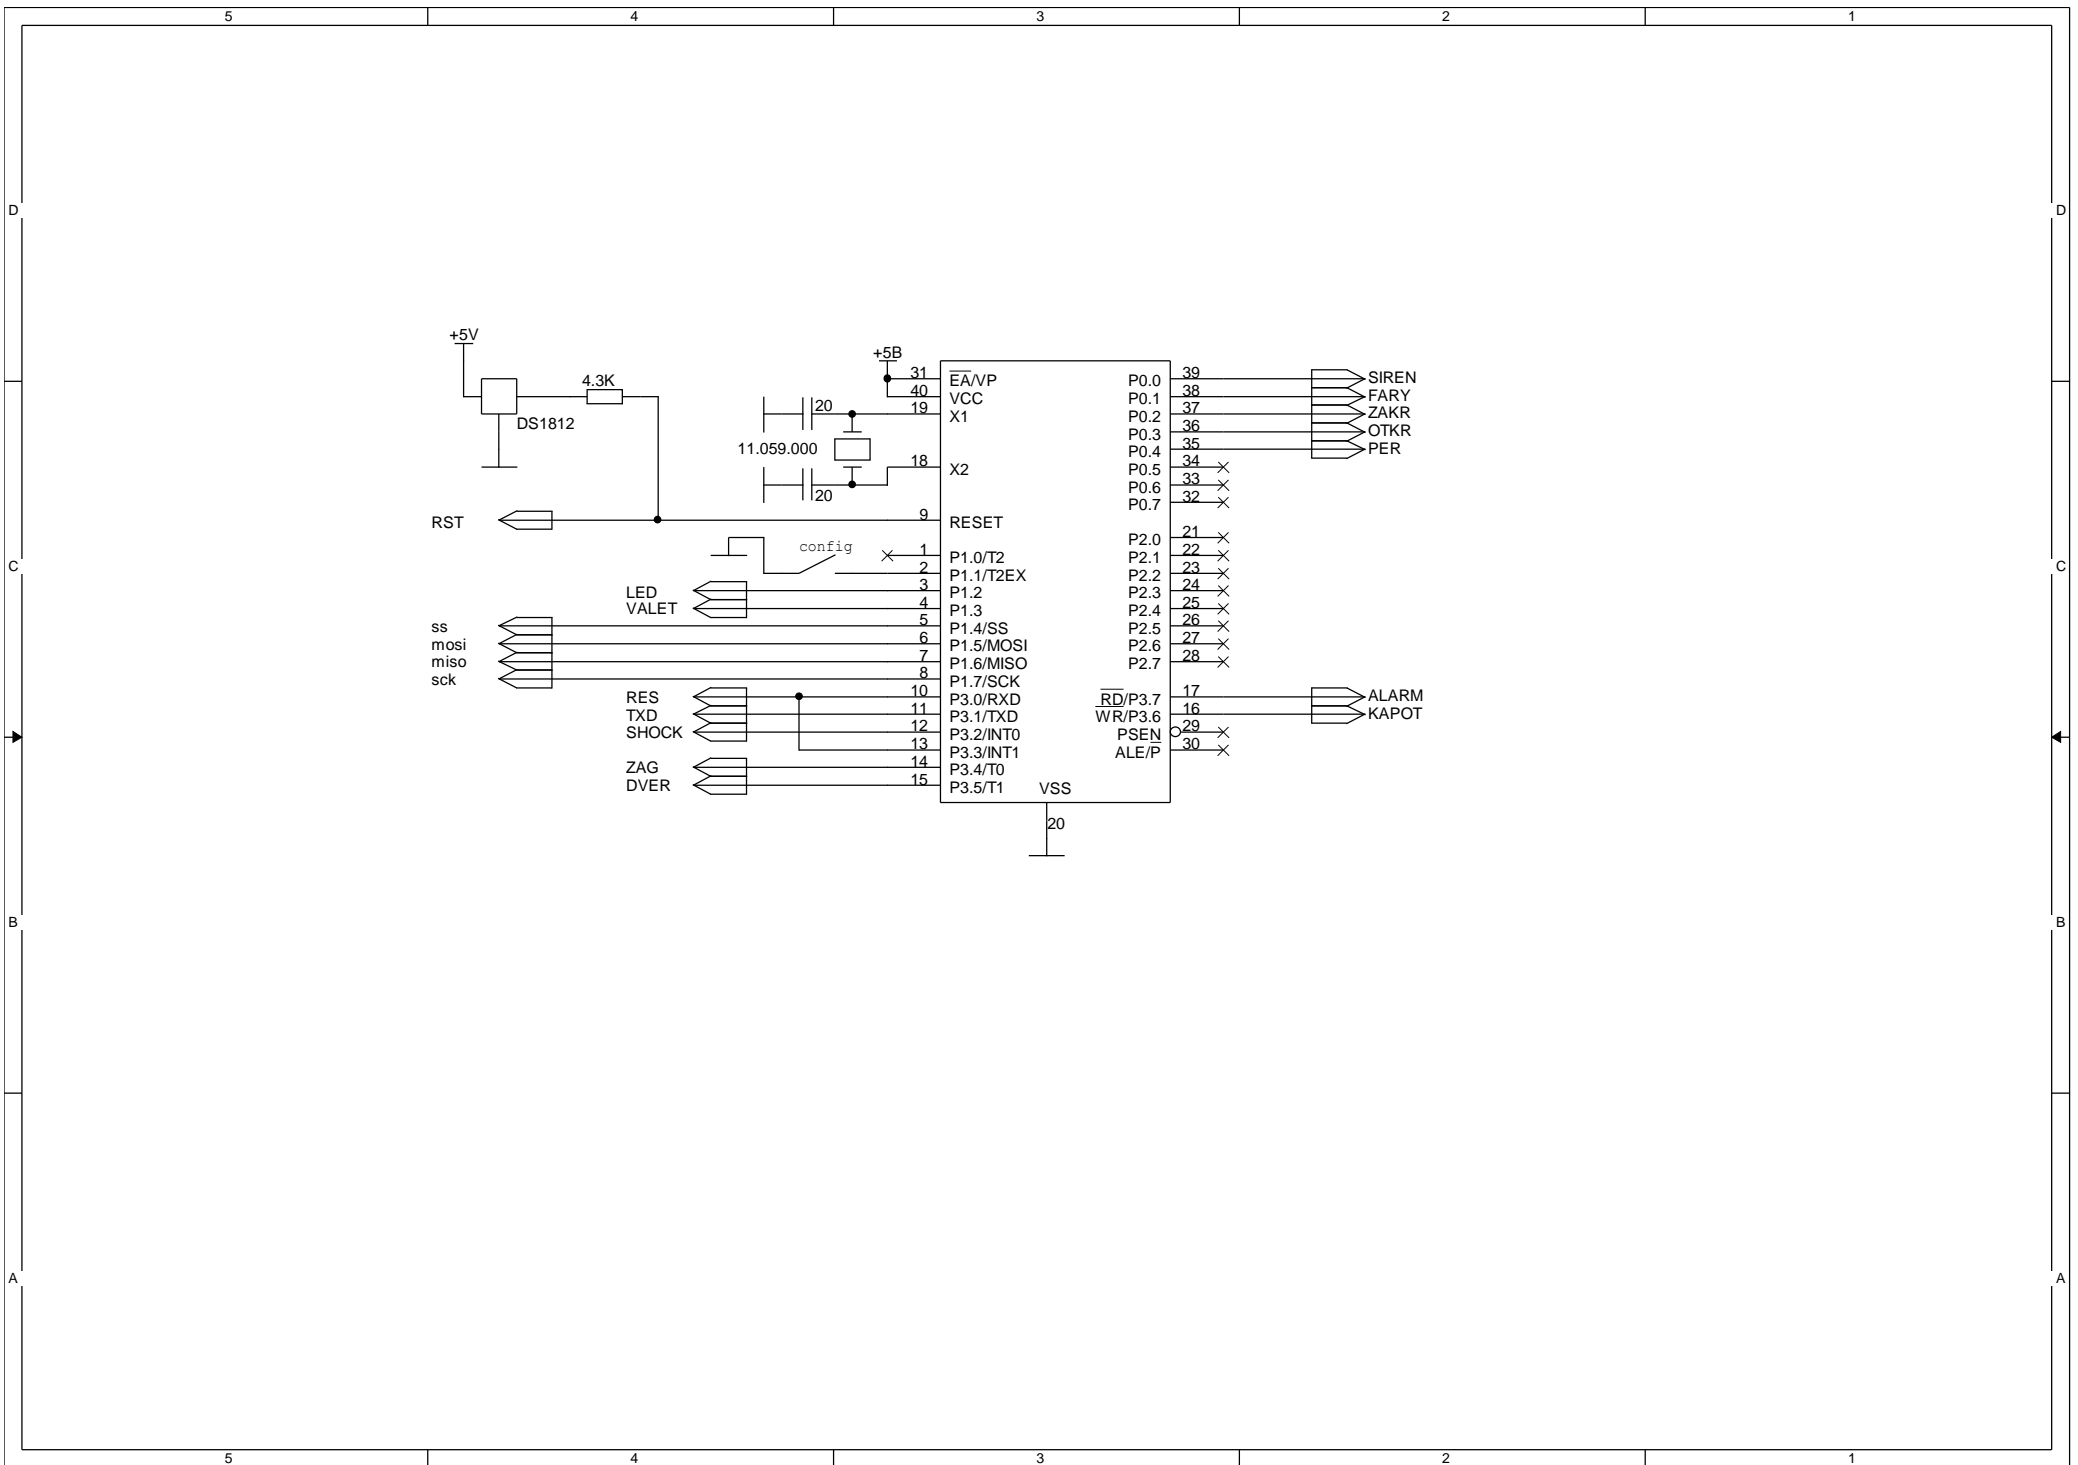 5 4 3 2 1
D D
+5V
+5B
4.3K
DS1812
20
11.059.000
20
31 EA/VP P0.0 39 SIREN
40 VCC P0.1 38 FARY
19 X1 P0.2 37 ZAKR
P0.3 36 OTKR
P0.4 35 PER
18 X2 P0.5 34
P0.6 33
P0.7 32
RST 9 RESET
P2.0 21
config
C C
1 P1.0/T2 P2.1 22
2 P1.1/T2EX P2.2 23
LED 3 P1.2 P2.3 24
VALET 4 P1.3 P2.4 25
ss 5 P1.4/SS P2.5 26
mosi 6 P1.5/MOSI P2.6 27
miso 7 P1.6/MISO P2.7 28
sck 8 P1.7/SCK
RES 10 P3.0/RXD RD/P3.7 17 ALARM
TXD 11 P3.1/TXD WR/P3.6 16 KAPOT
SHOCK 12 P3.2/INT0 PSEN 29
13 P3.3/INT1 ALE/P 30
ZAG 14 P3.4/T0
DVER 15 P3.5/T1 VSS
20
B B
A A
5 4 3 2 1